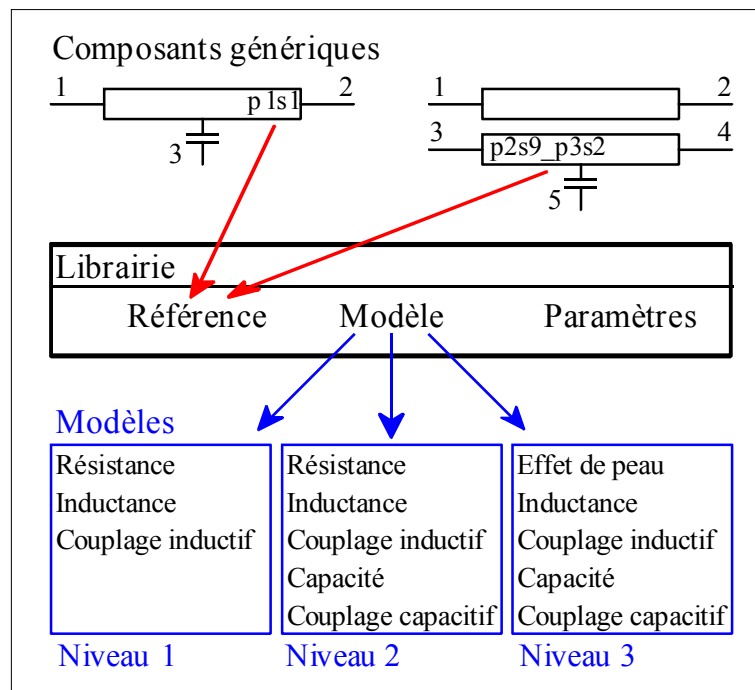 Composants génériques
1 p1s1 2
3
1 2
3 p2s9_p3s2 4
5
Librairie
Référence Modèle Paramètres
Modèles
Résistance
Inductance
Couplage inductif
Niveau 1
Résistance
Inductance
Couplage inductif
Capacité
Couplage capacitif
Niveau 2
Effet de peau
Inductance
Couplage inductif
Capacité
Couplage capacitif
Niveau 3